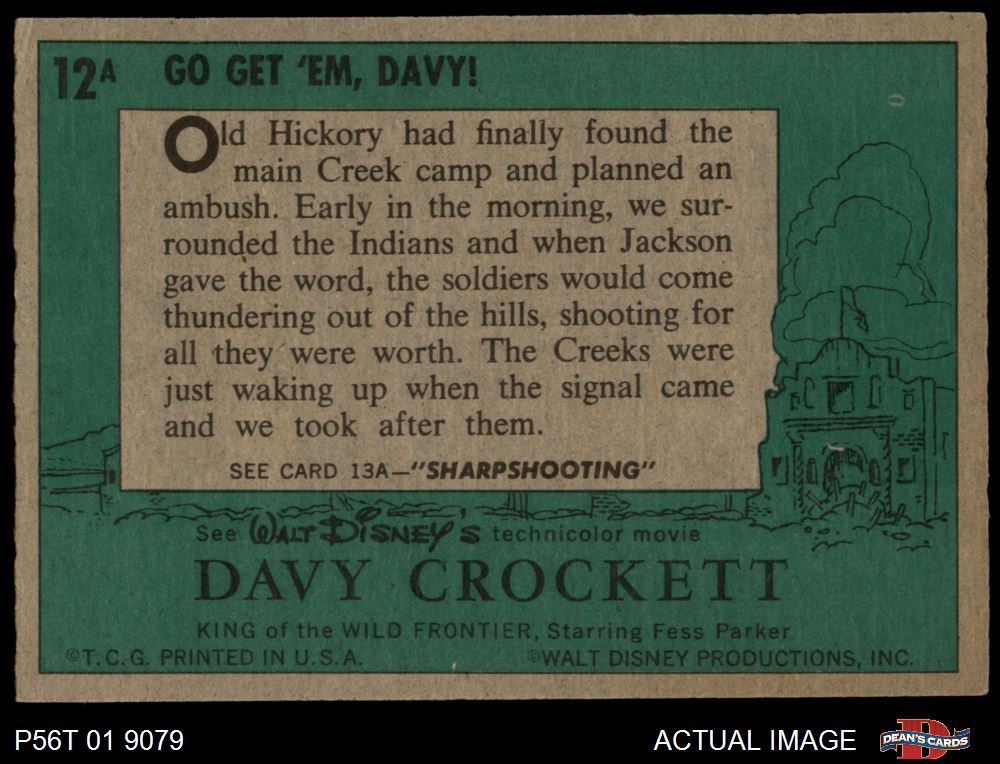 12A GO GET 'EM, DAVY!
Old Hickory had finally found the
main Creek camp and planned an
ambush. Early in the morning, we sur-
rounded the Indians and when Jackson
gave the word, the soldiers would come
thundering out of the hills, shooting for
all they were worth. The Creeks were
just waking up when the signal came
and we took after them.
SEE CARD 13A—"SHARPSHOOTING"
See WALT DISNEY'S technicolor movie
DAVY CROCKETT
KING of the WILD FRONTIER, Starring Fess Parker
©T.C.G. PRINTED IN U.S.A. ©WALT DISNEY PRODUCTIONS, INC.
P56T 01 9079 ACTUAL IMAGE DEAN'S CARDS